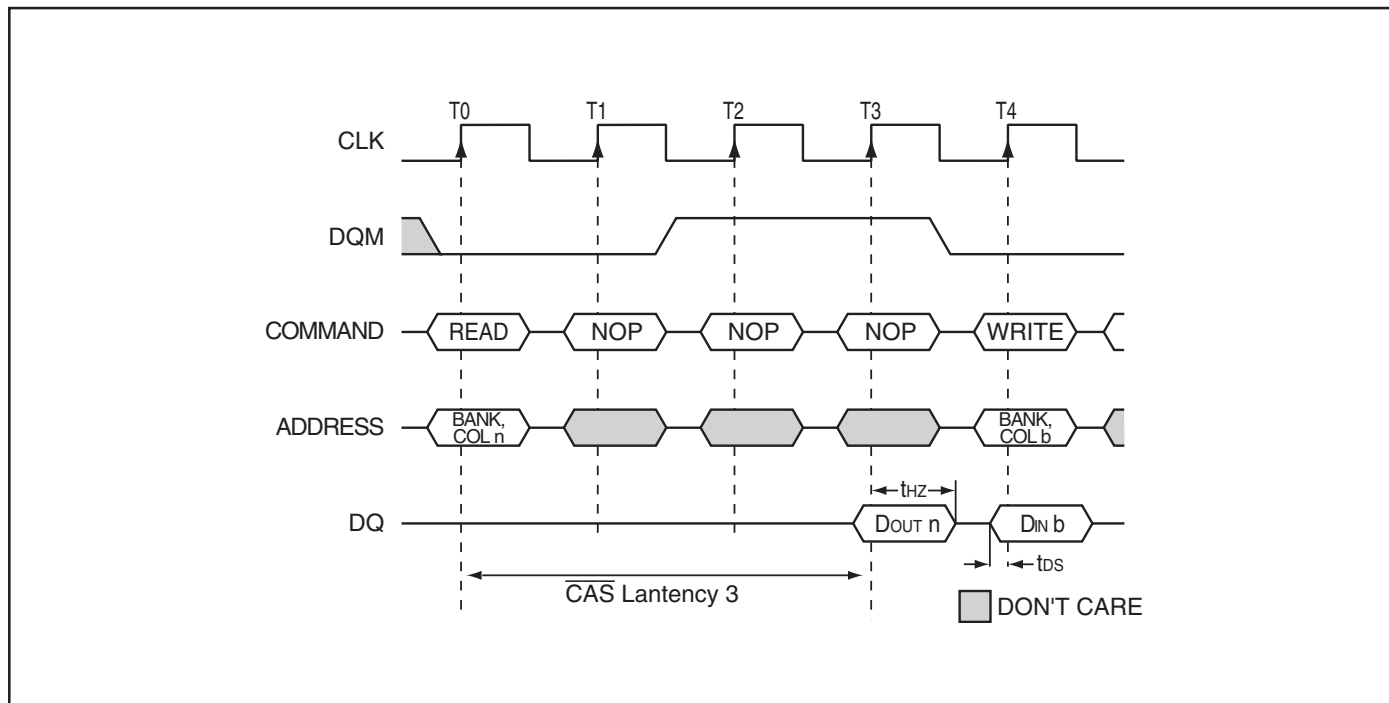 T0 T1 T2 T3 T4
CLK
DQM
COMMAND READ NOP NOP NOP WRITE
ADDRESS BANK, COL n BANK, COL b
tHZ
DQ DOUT n DIN b
tDS
CAS Lantency 3
DON'T CARE